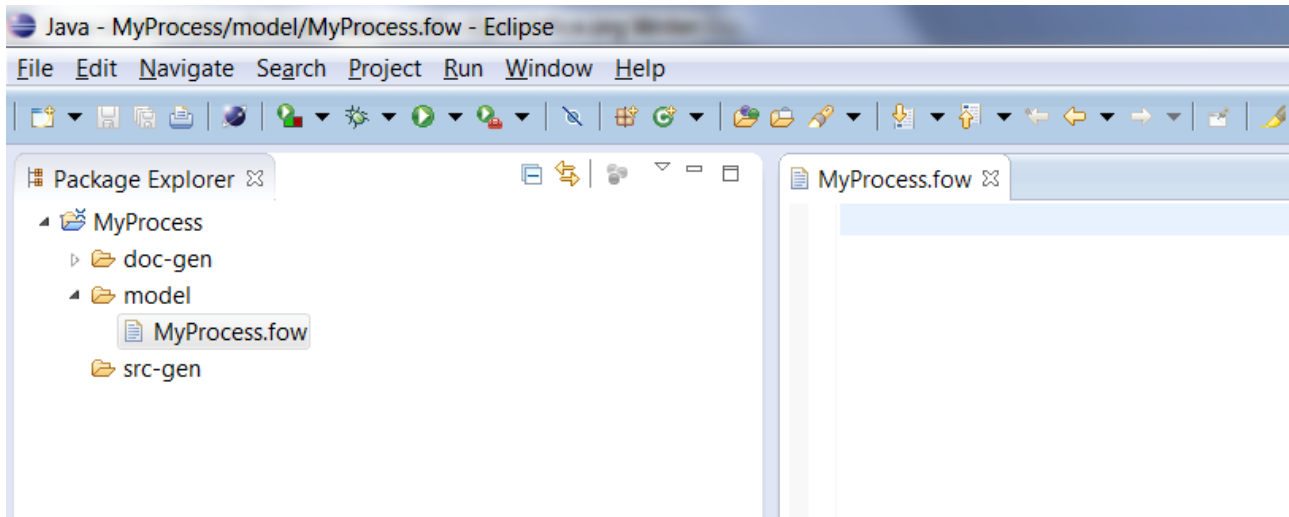 Java - MyProcess/model/MyProcess.fow - Eclipse
File Edit Navigate Search Project Run Window Help
Package Explorer
MyProcess.fow
MyProcess
doc-gen
model
MyProcess.fow
src-gen